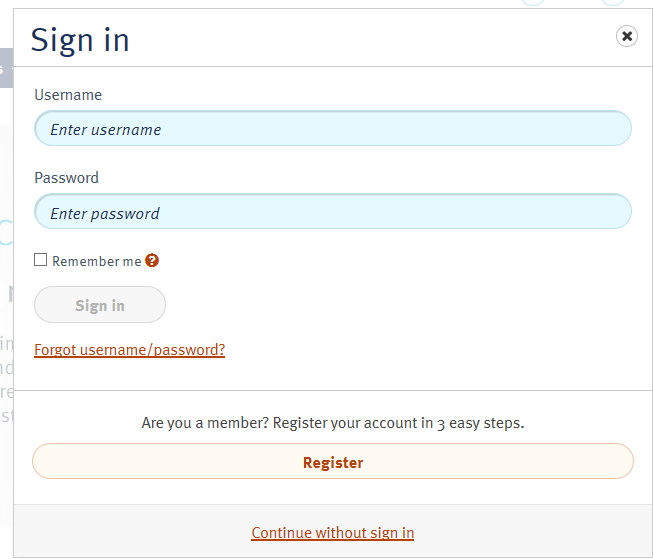 Sign in
Username
Enter username
Password
Enter password
Remember me ?
Sign in
Forgot username/password?
Are you a member? Register your account in 3 easy steps.
Register
Continue without sign in